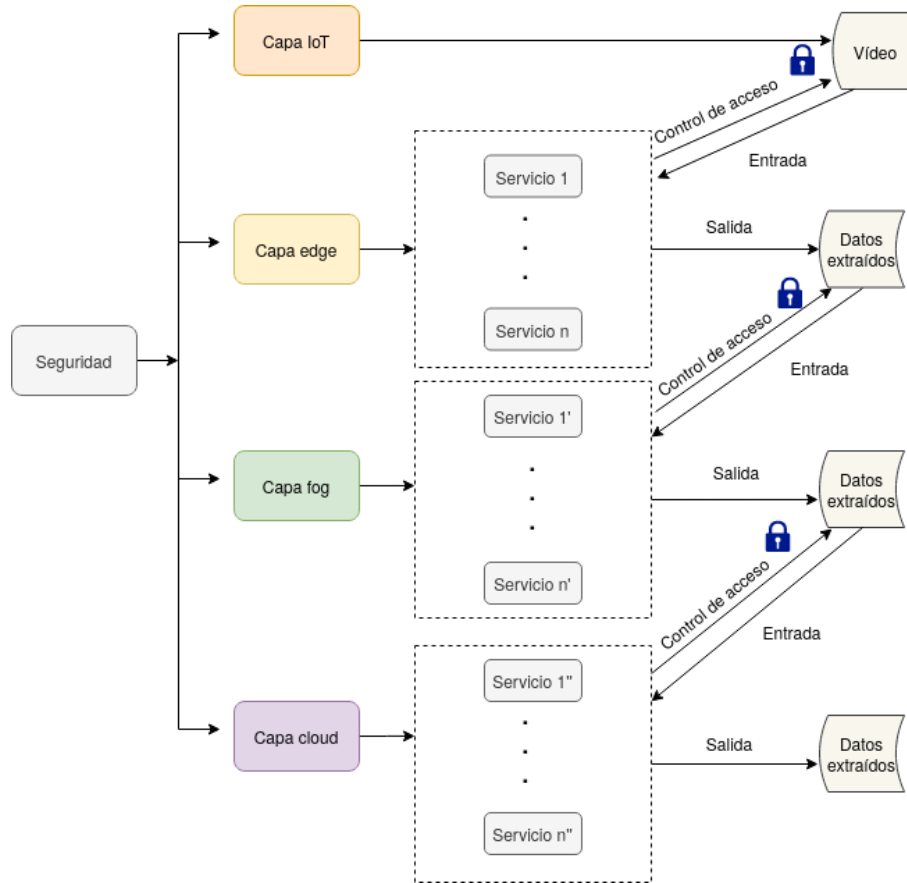 Capa IoT
Vídeo
Control de acceso
Entrada
Servicio 1
Capa edge
Salida
Datos
extraídos
Servicio n
Seguridad
Control de acceso
Entrada
Servicio 1'
Capa fog
Salida
Datos
extraídos
Servicio n'
Control de acceso
Entrada
Servicio 1"
Capa cloud
Salida
Datos
extraídos
Servicio n"